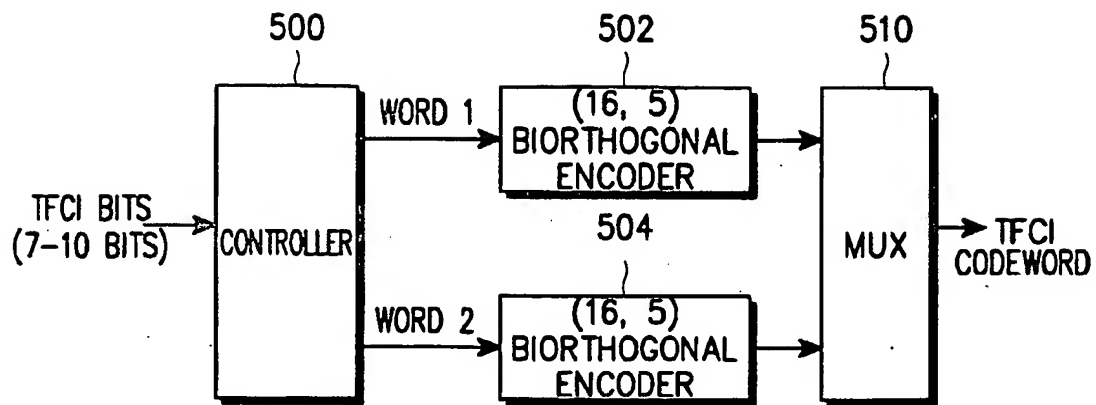 500
502
510
WORD 1
(16, 5)
BIORTHOGONAL
ENCODER
TFCI BITS
(7-10 BITS)
CONTROLLER
504
MUX
TFCI
CODEWORD
WORD 2
(16, 5)
BIORTHOGONAL
ENCODER